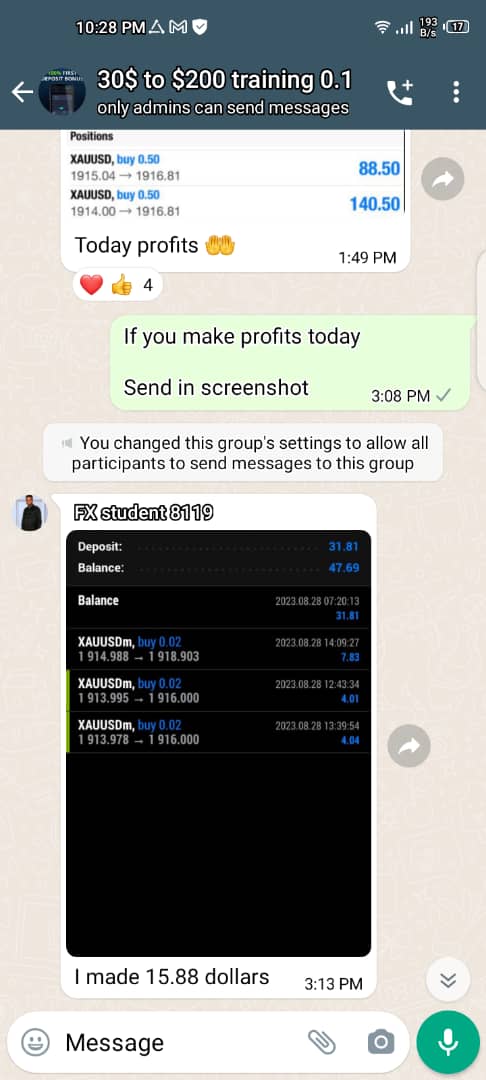 10:28 PM
193 B/s
17
100% FIRST
DEPOSIT BONUS
30$ to $200 training 0.1
only admins can send messages
Positions
XAUUSD, buy 0.50
1915.04 → 1916.81
88.50
XAUUSD, buy 0.50
1914.00 → 1916.81
140.50
Today profits 🤲
1:49 PM
❤️ 👍 4
If you make profits today
Send in screenshot
3:08 PM ✓
You changed this group's settings to allow all
participants to send messages to this group
FX student 8119
Deposit: 31.81
Balance: 47.69
Balance 2023.08.28 07:20:13
31.81
XAUUSDm, buy 0.02 2023.08.28 14:09:27
1 914.988 → 1 918.903 7.83
XAUUSDm, buy 0.02 2023.08.28 12:43:34
1 913.995 → 1 916.000 4.01
XAUUSDm, buy 0.02 2023.08.28 13:39:54
1 913.978 → 1 916.000 4.04
I made 15.88 dollars
3:13 PM
Message